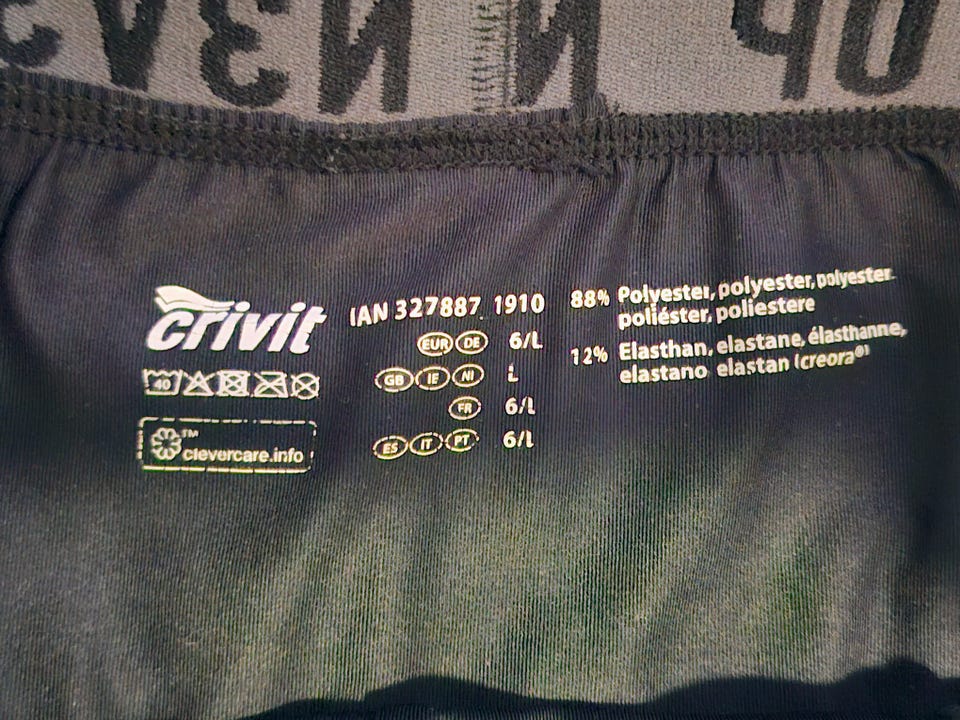 crivit
IAN 327887 1910
EUR DE 6/L
GB IE NI L
FR 6/L
ES IT PT 6/L
40
™
clevercare.info
88% Polyester, polyester, polyester
poliéster, poliestere
12% Elasthan, elastane, élasthanne,
elastano elastan (creora®)